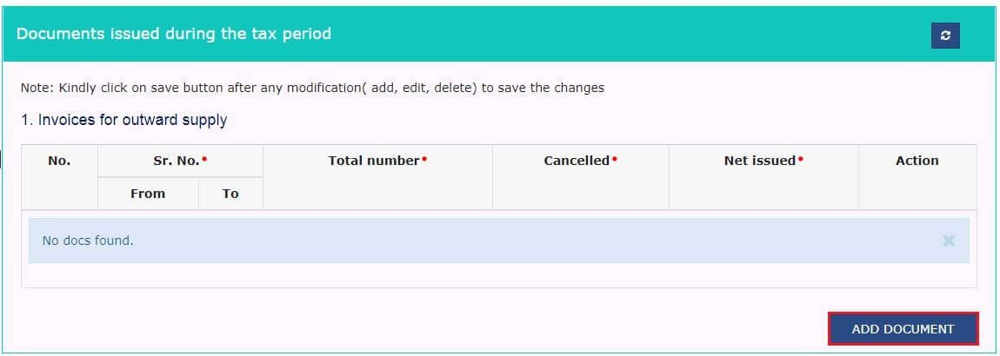 Documents issued during the tax period
Note: Kindly click on save button after any modification( add, edit, delete) to save the changes
1. Invoices for outward supply
No. Sr. No.• Total number• Cancelled• Net issued• Action
From To
No docs found.
ADD DOCUMENT